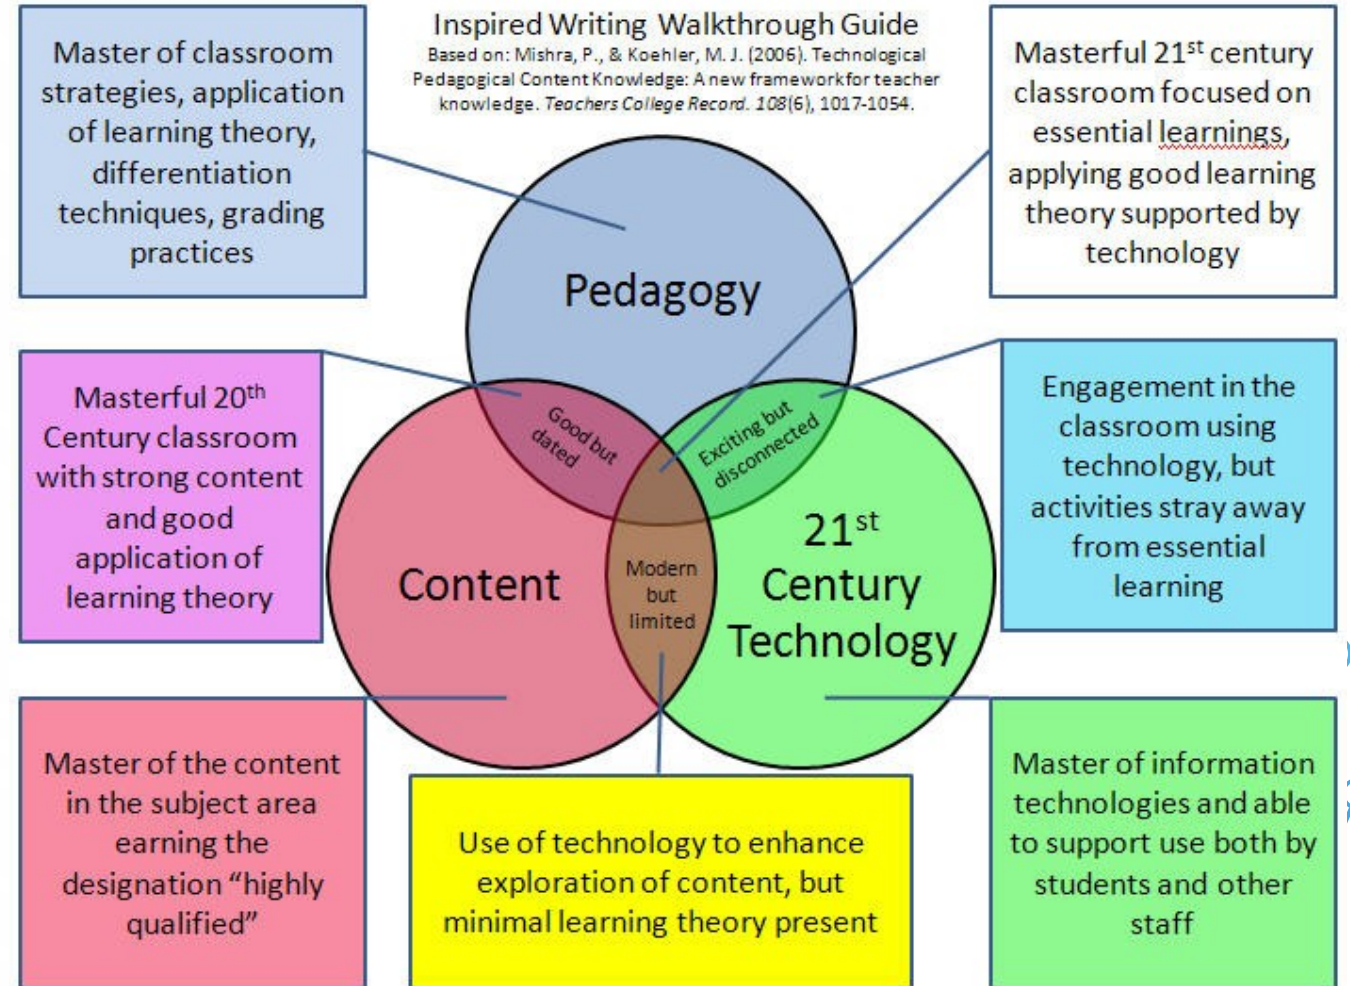 Inspired Writing Walkthrough Guide
Based on: Mishra, P., & Koehler, M. J. (2006). Technological
Pedagogical Content Knowledge: A new framework for teacher
knowledge. Teachers College Record. 108(6), 1017-1054.
Master of classroom
strategies, application
of learning theory,
differentiation
techniques, grading
practices
Masterful 21st century
classroom focused on
essential learnings,
applying good learning
theory supported by
technology
Pedagogy
Masterful 20th
Century classroom
with strong content
and good
application of
learning theory
Good but
dated
Exciting but
disconnected
Engagement in the
classroom using
technology, but
activities stray away
from essential
learning
Content
Modern
but
limited
21st
Century
Technology
Master of the content
in the subject area
earning the
designation “highly
qualified”
Use of technology to enhance
exploration of content, but
minimal learning theory present
Master of information
technologies and able
to support use both by
students and other
staff